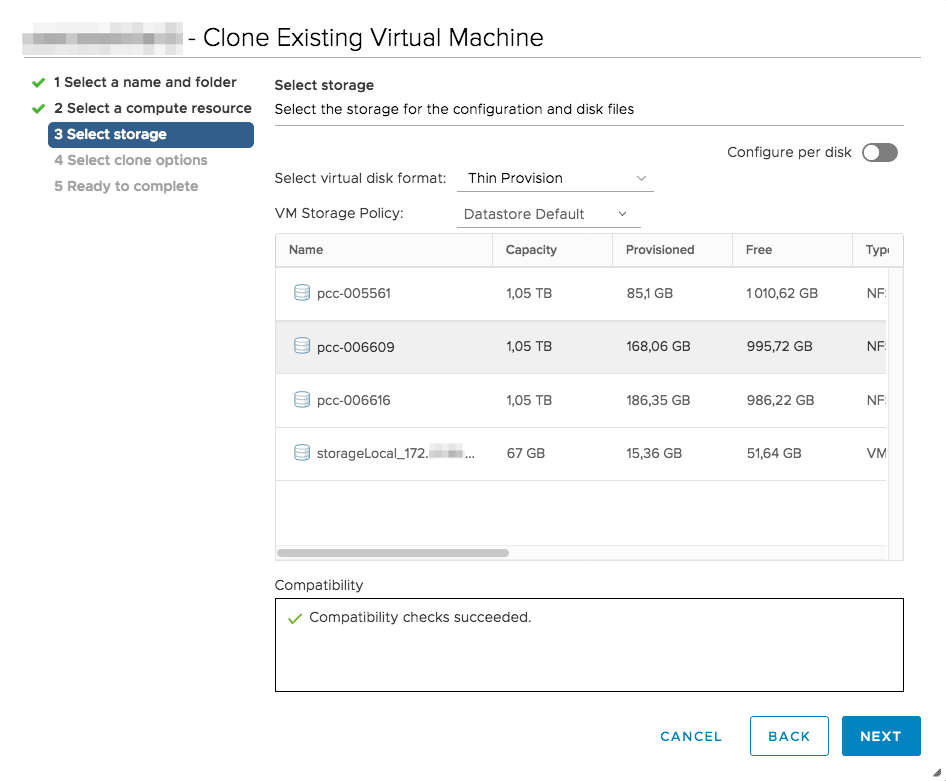 - Clone Existing Virtual Machine
1 Select a name and folder
2 Select a compute resource
3 Select storage
4 Select clone options
5 Ready to complete
Select storage
Select the storage for the configuration and disk files
Configure per disk
Select virtual disk format: Thin Provision
VM Storage Policy: Datastore Default
Name Capacity Provisioned Free Type
pcc-005561 1,05 TB 85,1 GB 1 010,62 GB NF
pcc-006609 1,05 TB 168,06 GB 995,72 GB NF
pcc-006616 1,05 TB 186,35 GB 986,22 GB NF
storageLocal_172. ... 67 GB 15,36 GB 51,64 GB VM
Compatibility
Compatibility checks succeeded.
CANCEL BACK NEXT